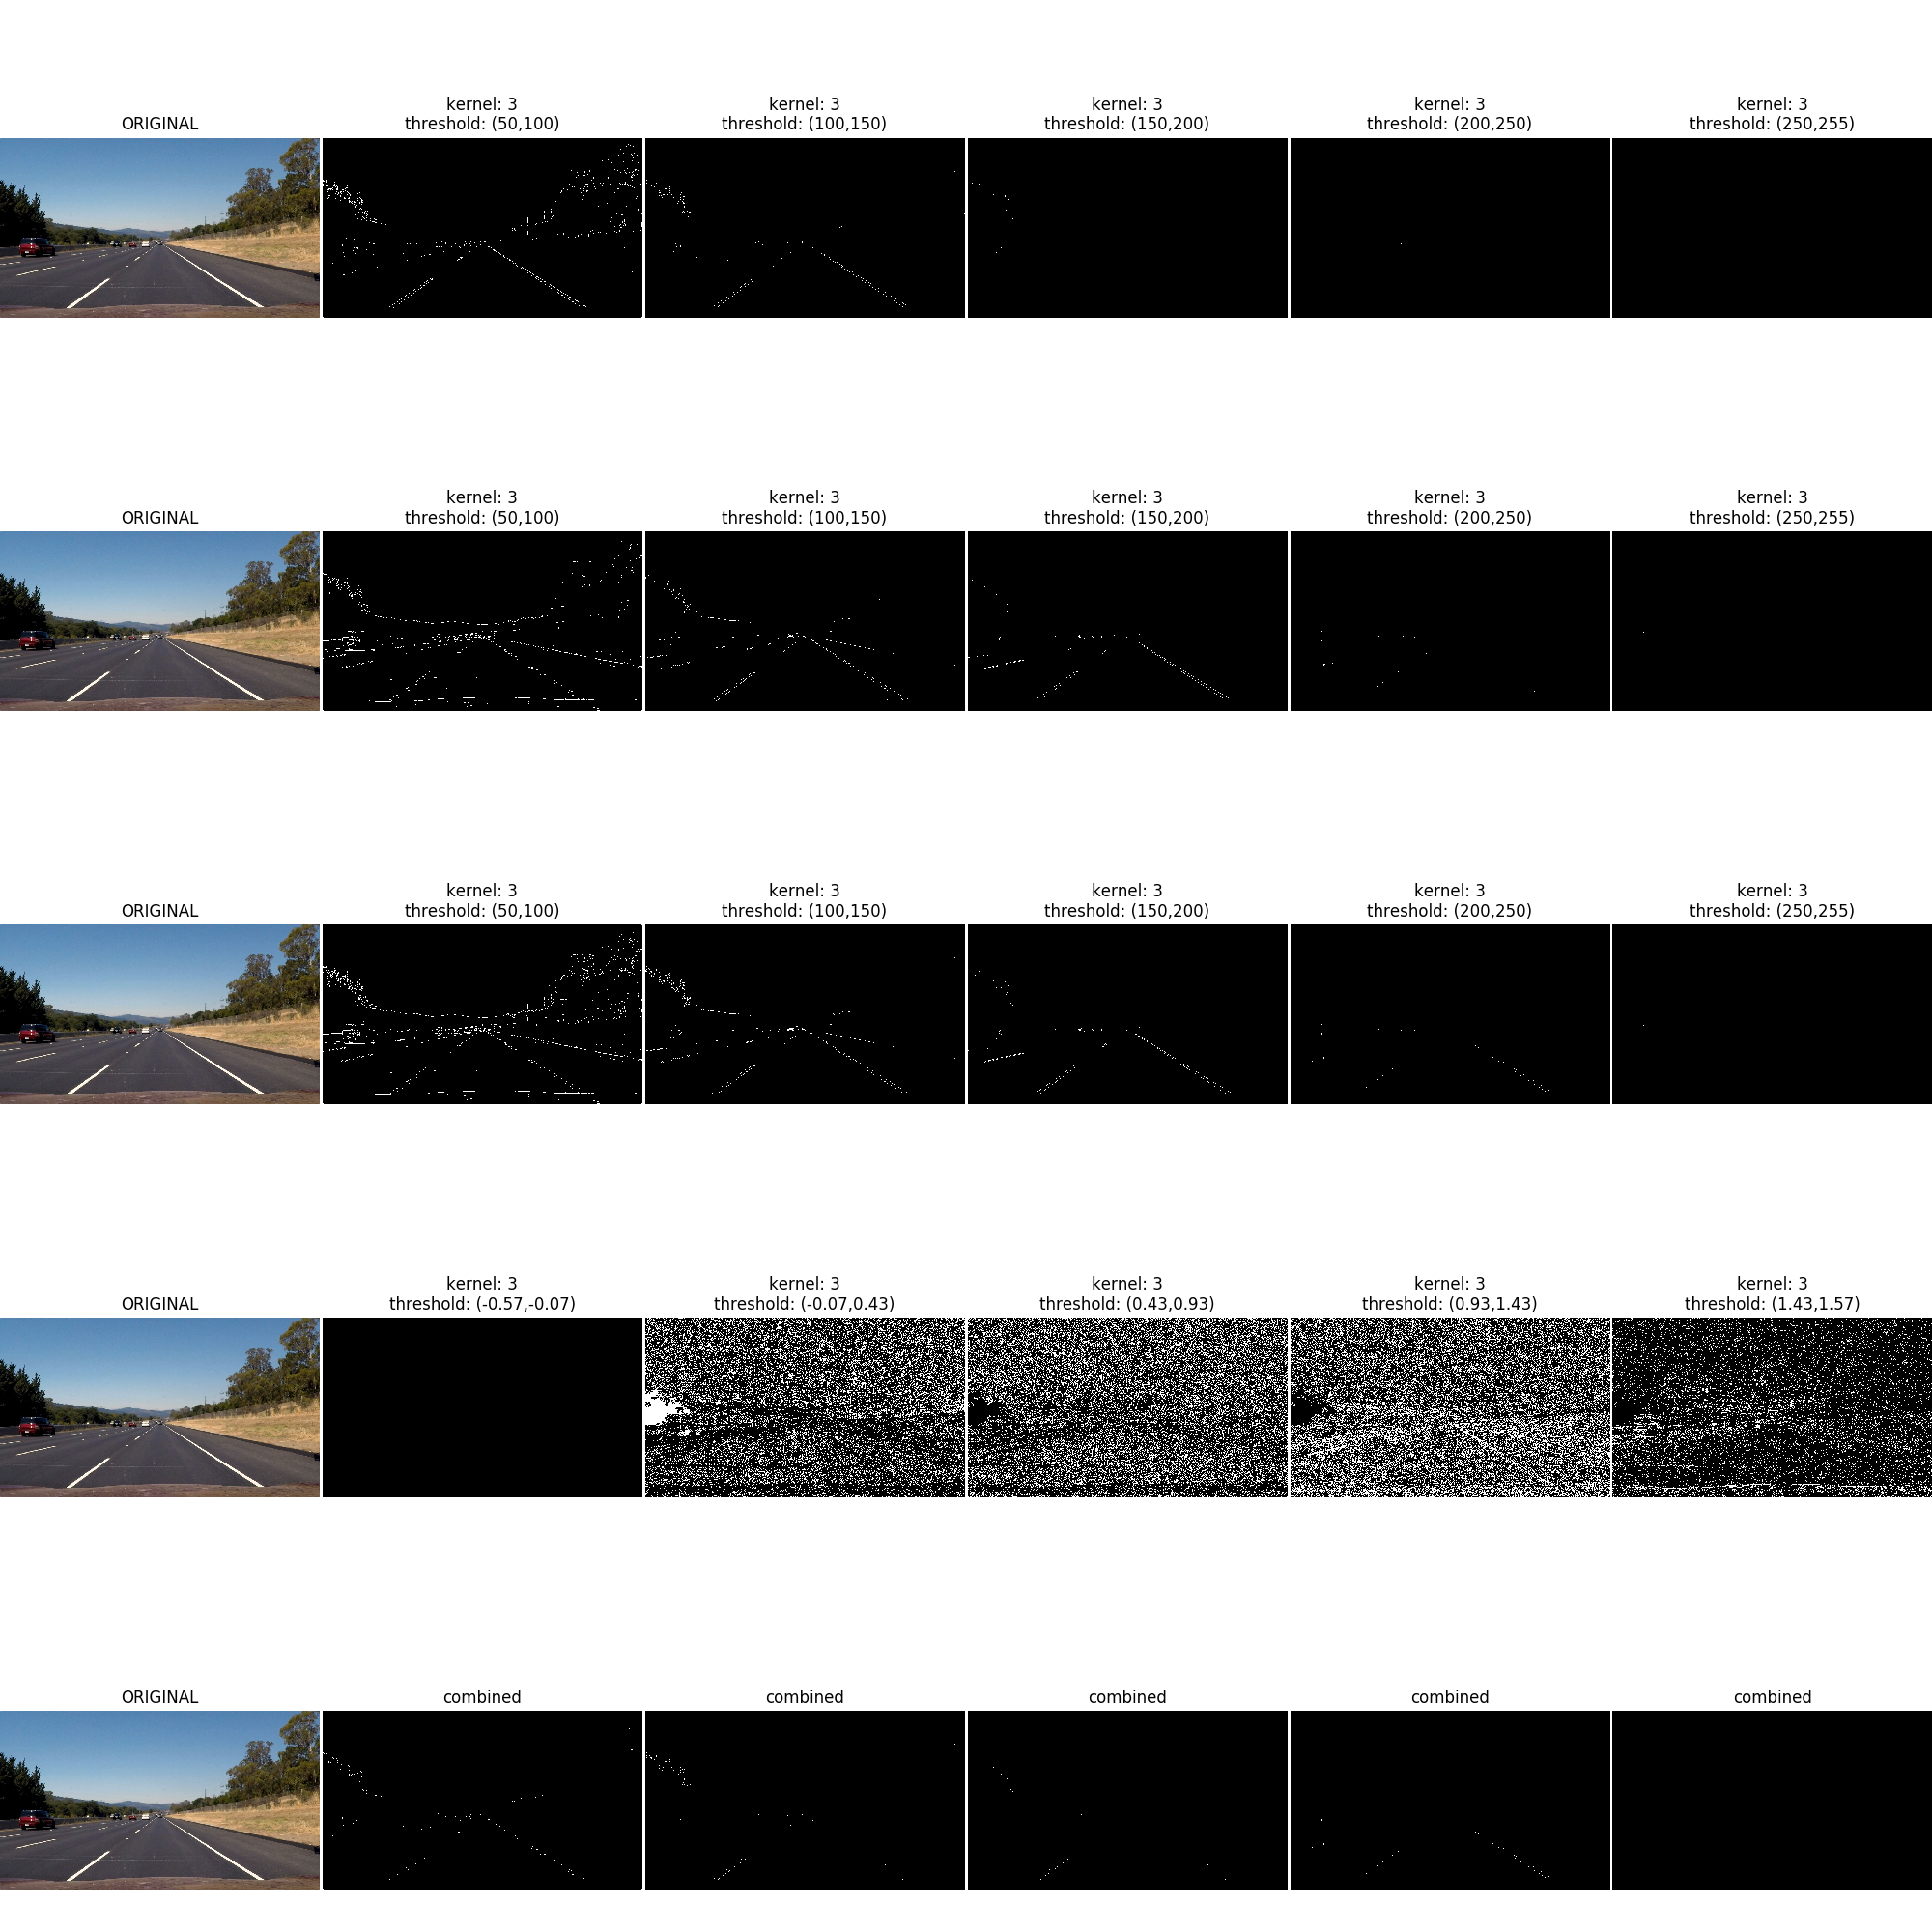 kernel: 3
kernel: 3
kernel: 3
kernel: 3
kernel: 3
ORIGINAL
threshold: (50,100)
threshold: (100,150)
threshold: (150,200)
threshold: (200,250)
threshold: (250,255)
kernel: 3
kernel: 3
kernel: 3
kernel: 3
kernel: 3
ORIGINAL
threshold: (50,100)
threshold: (100,150)
threshold: (150,200)
threshold: (200,250)
threshold: (250,255)
kernel: 3
kernel: 3
kernel: 3
kernel: 3
kernel: 3
ORIGINAL
threshold: (50,100)
threshold: (100,150)
threshold: (150,200)
threshold: (200,250)
threshold: (250,255)
kernel: 3
kernel: 3
kernel: 3
kernel: 3
kernel: 3
ORIGINAL
threshold: (-0.57,-0.07)
threshold: (-0.07,0.43)
threshold: (0.43,0.93)
threshold: (0.93,1.43)
threshold: (1.43,1.57)
ORIGINAL
combined
combined
combined
combined
combined